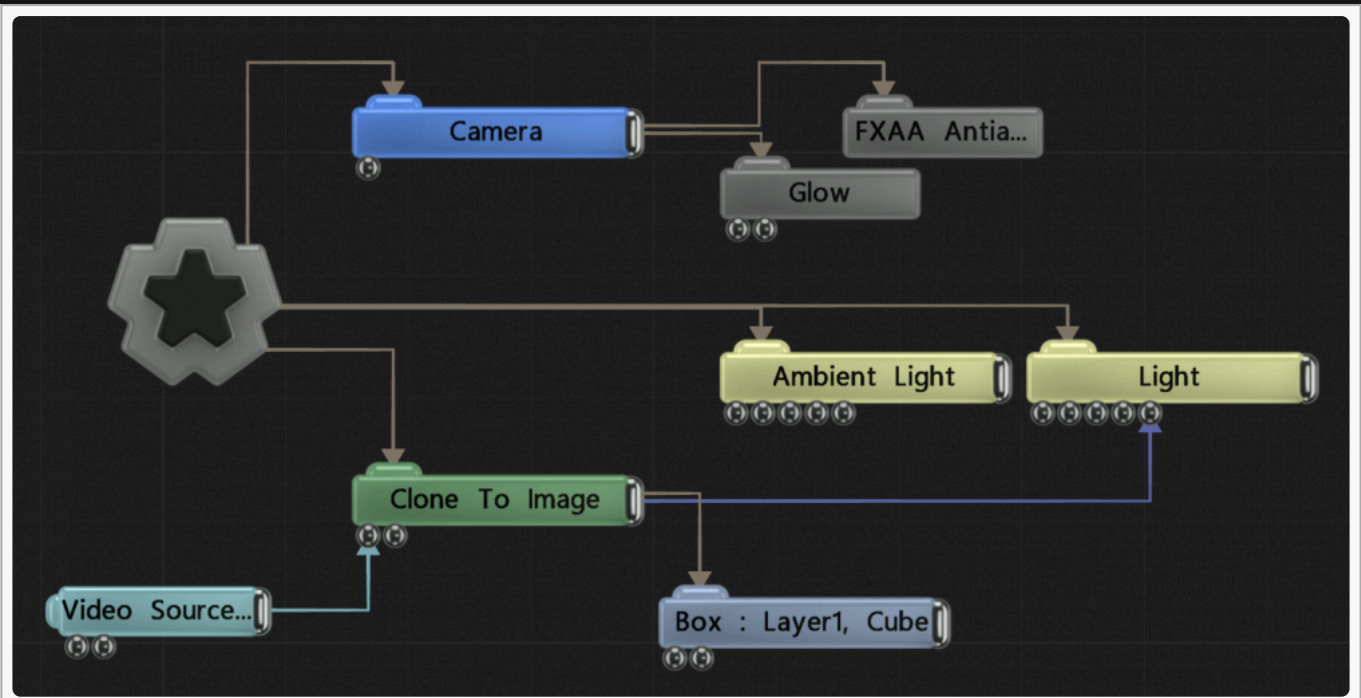 Camera
FXAA Antia...
Glow
Ambient Light
Light
Clone To Image
Video Source...
Box : Layer1, Cube